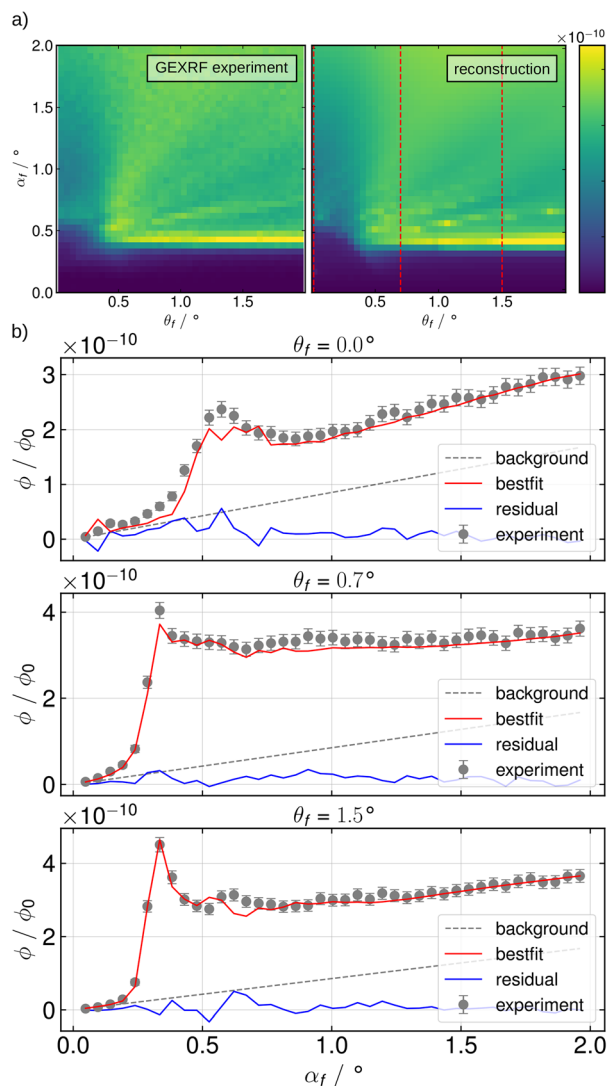 a)
×10⁻¹⁰
GEXRF experiment
reconstruction
α_f / °
2.0
1.5
1.0
0.5
0.0
0.5 1.0 1.5
0.5 1.0 1.5
θ_f / °
θ_f / °
b)
×10⁻¹⁰
θ_f = 0.0°
ϕ / ϕ₀
3
2
1
0
background
bestfit
residual
experiment
×10⁻¹⁰
θ_f = 0.7°
ϕ / ϕ₀
4
2
0
background
bestfit
residual
experiment
×10⁻¹⁰
θ_f = 1.5°
ϕ / ϕ₀
4
2
0
background
bestfit
residual
experiment
0.0 0.5 1.0 1.5 2.0
α_f / °